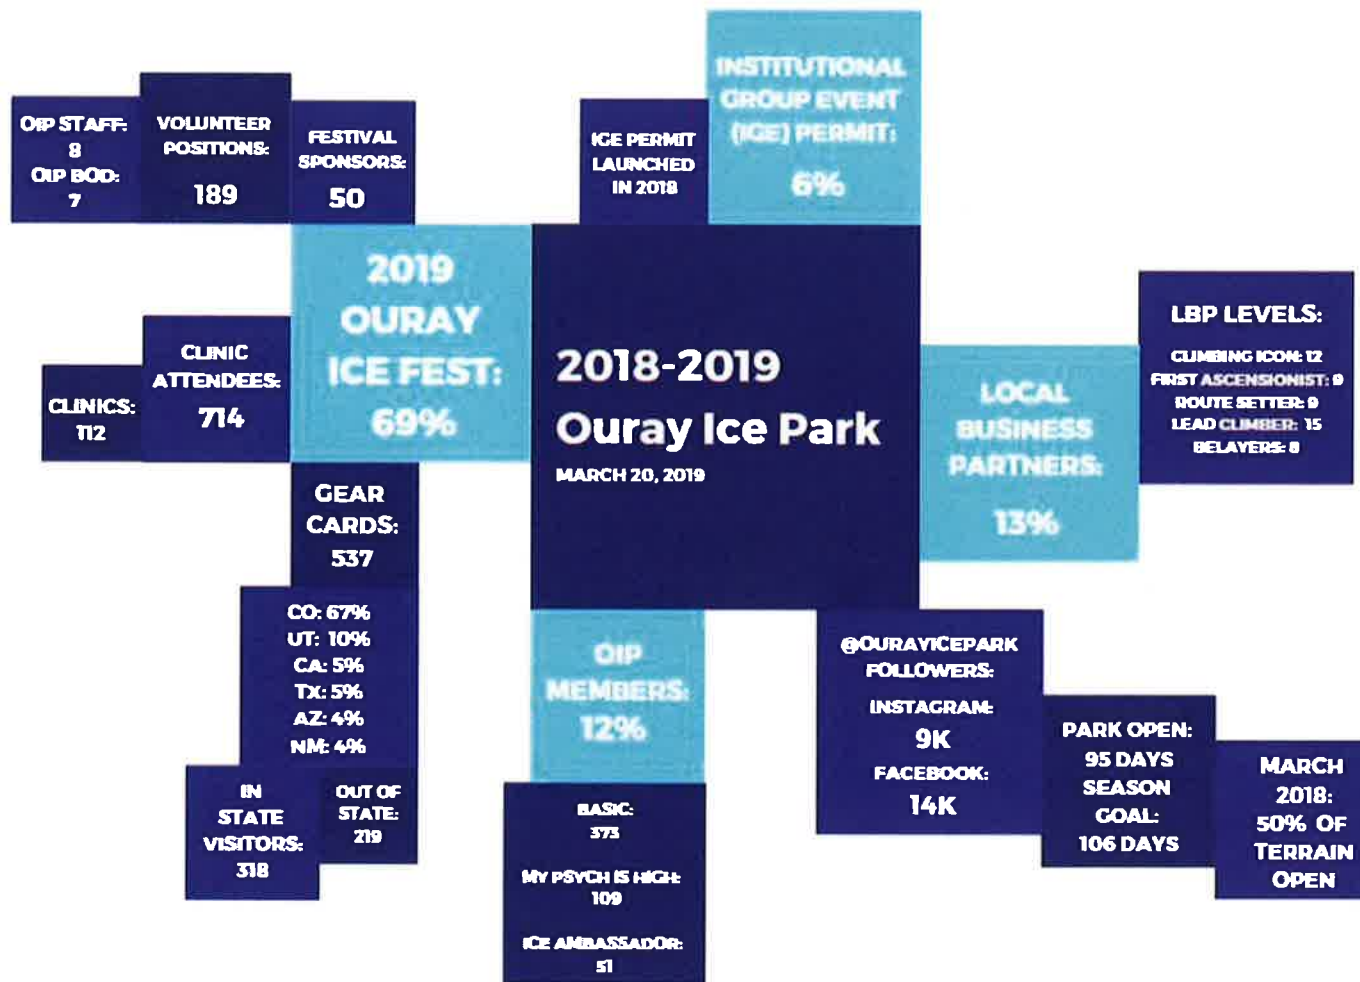 OIP STAFF:
8
OIP BOD:
7
VOLUNTEER
POSITIONS:
189
FESTIVAL
SPONSORS:
50
IGE PERMIT
LAUNCHED
IN 2018
INSTITUTIONAL
GROUP EVENT
(IGE) PERMIT:
6%
2019
OURAY
ICE FEST:
69%
CLINIC
ATTENDEES:
714
CLINICS:
112
2018-2019
Ouray Ice Park
MARCH 20, 2019
LOCAL
BUSINESS
PARTNERS:
13%
LBP LEVELS:
CLIMBING ICON: 12
FIRST ASCENSIONIST:
ROUTE SETTER: 9
LEAD CLIMBER: 15
BELAYERS: 8
GEAR
CARDS:
537
CO: 67%
UT: 10%
CA: 5%
TX: 5%
AZ: 4%
NM: 4%
IN
STATE
VISITORS:
318
OUT OF
STATE:
219
OIP
MEMBERS:
12%
BASIC:
373
MY PSYCH IS HIGH:
109
ICE AMBASSADOR:
51
@OURAYICEPARK
FOLLOWERS:
INSTAGRAM:
9K
FACEBOOK:
14K
PARK OPEN:
95 DAYS
SEASON
GOAL:
106 DAYS
MARCH
2018:
50% OF
TERRAIN
OPEN